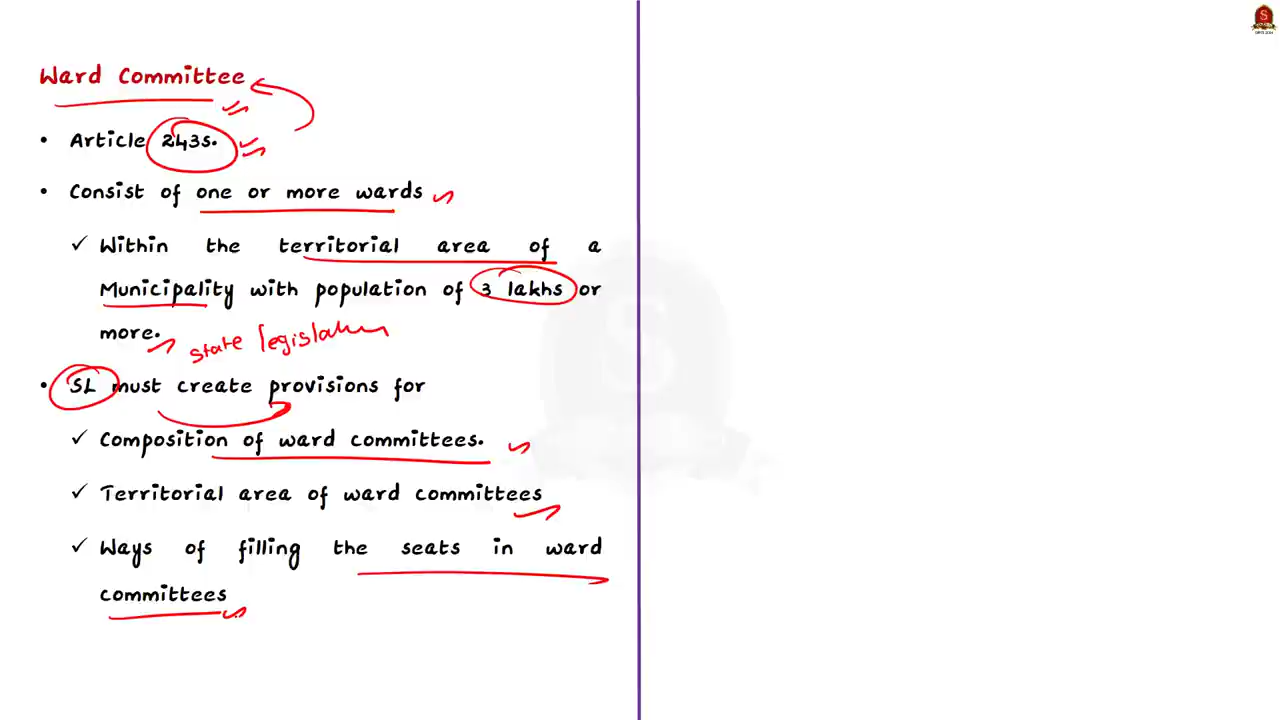 Ward Committee
• Article 243s.
• Consist of one or more wards
✓ Within the territorial area of a
Municipality with population of 3 lakhs or
more.
state legislature
• SL must create provisions for
✓ Composition of ward committees.
✓ Territorial area of ward committees
✓ Ways of filling the seats in ward
committees